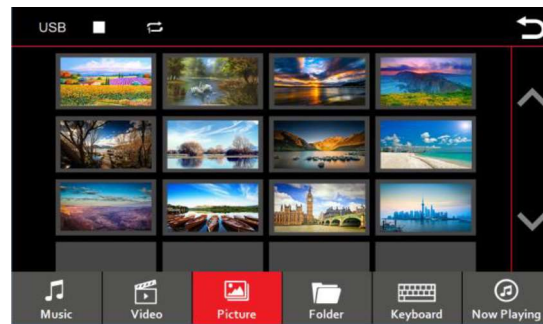 USB
Music
Video
Picture
Folder
Keyboard
Now Playing